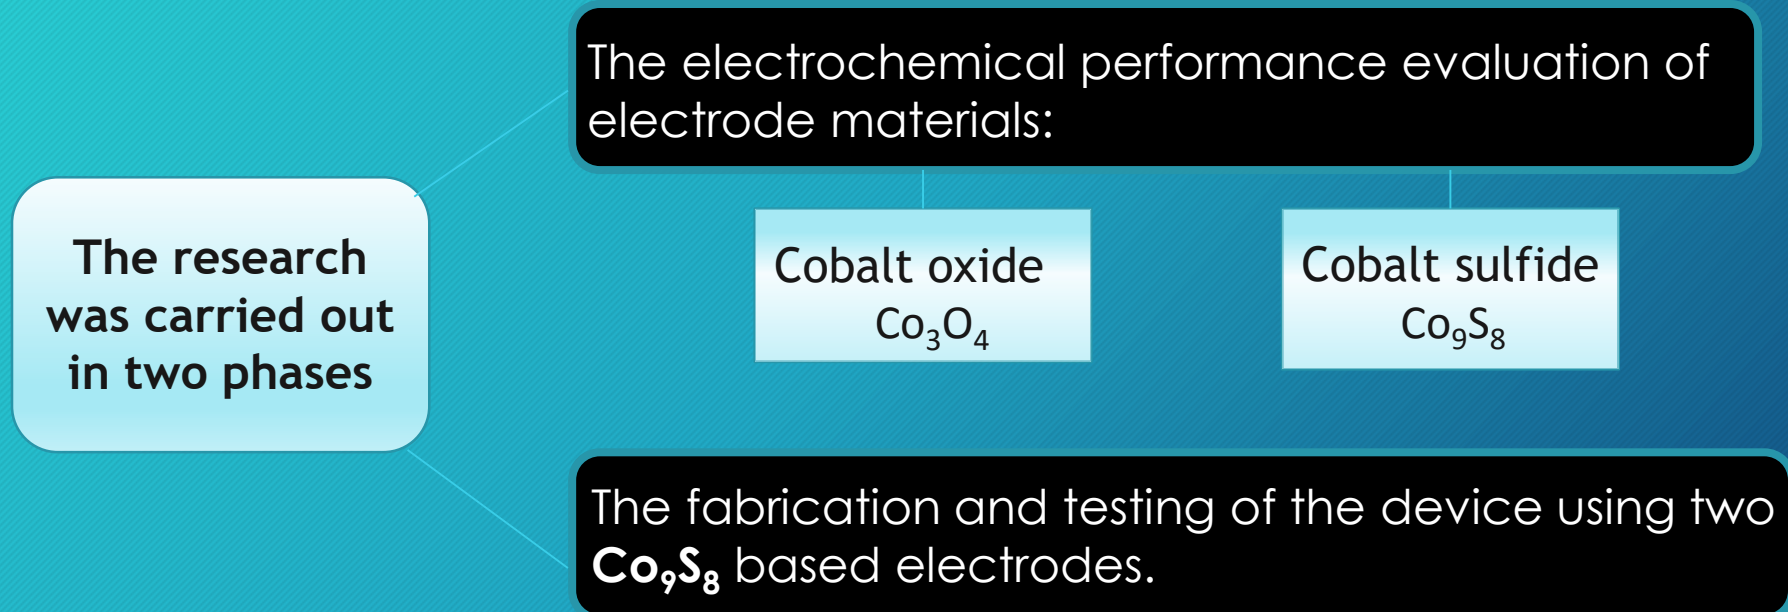 The electrochemical performance evaluation of
electrode materials:
The research
was carried out
in two phases
Cobalt oxide
Co₃O₄
Cobalt sulfide
Co₉S₈
The fabrication and testing of the device using two
Co₉S₈ based electrodes.